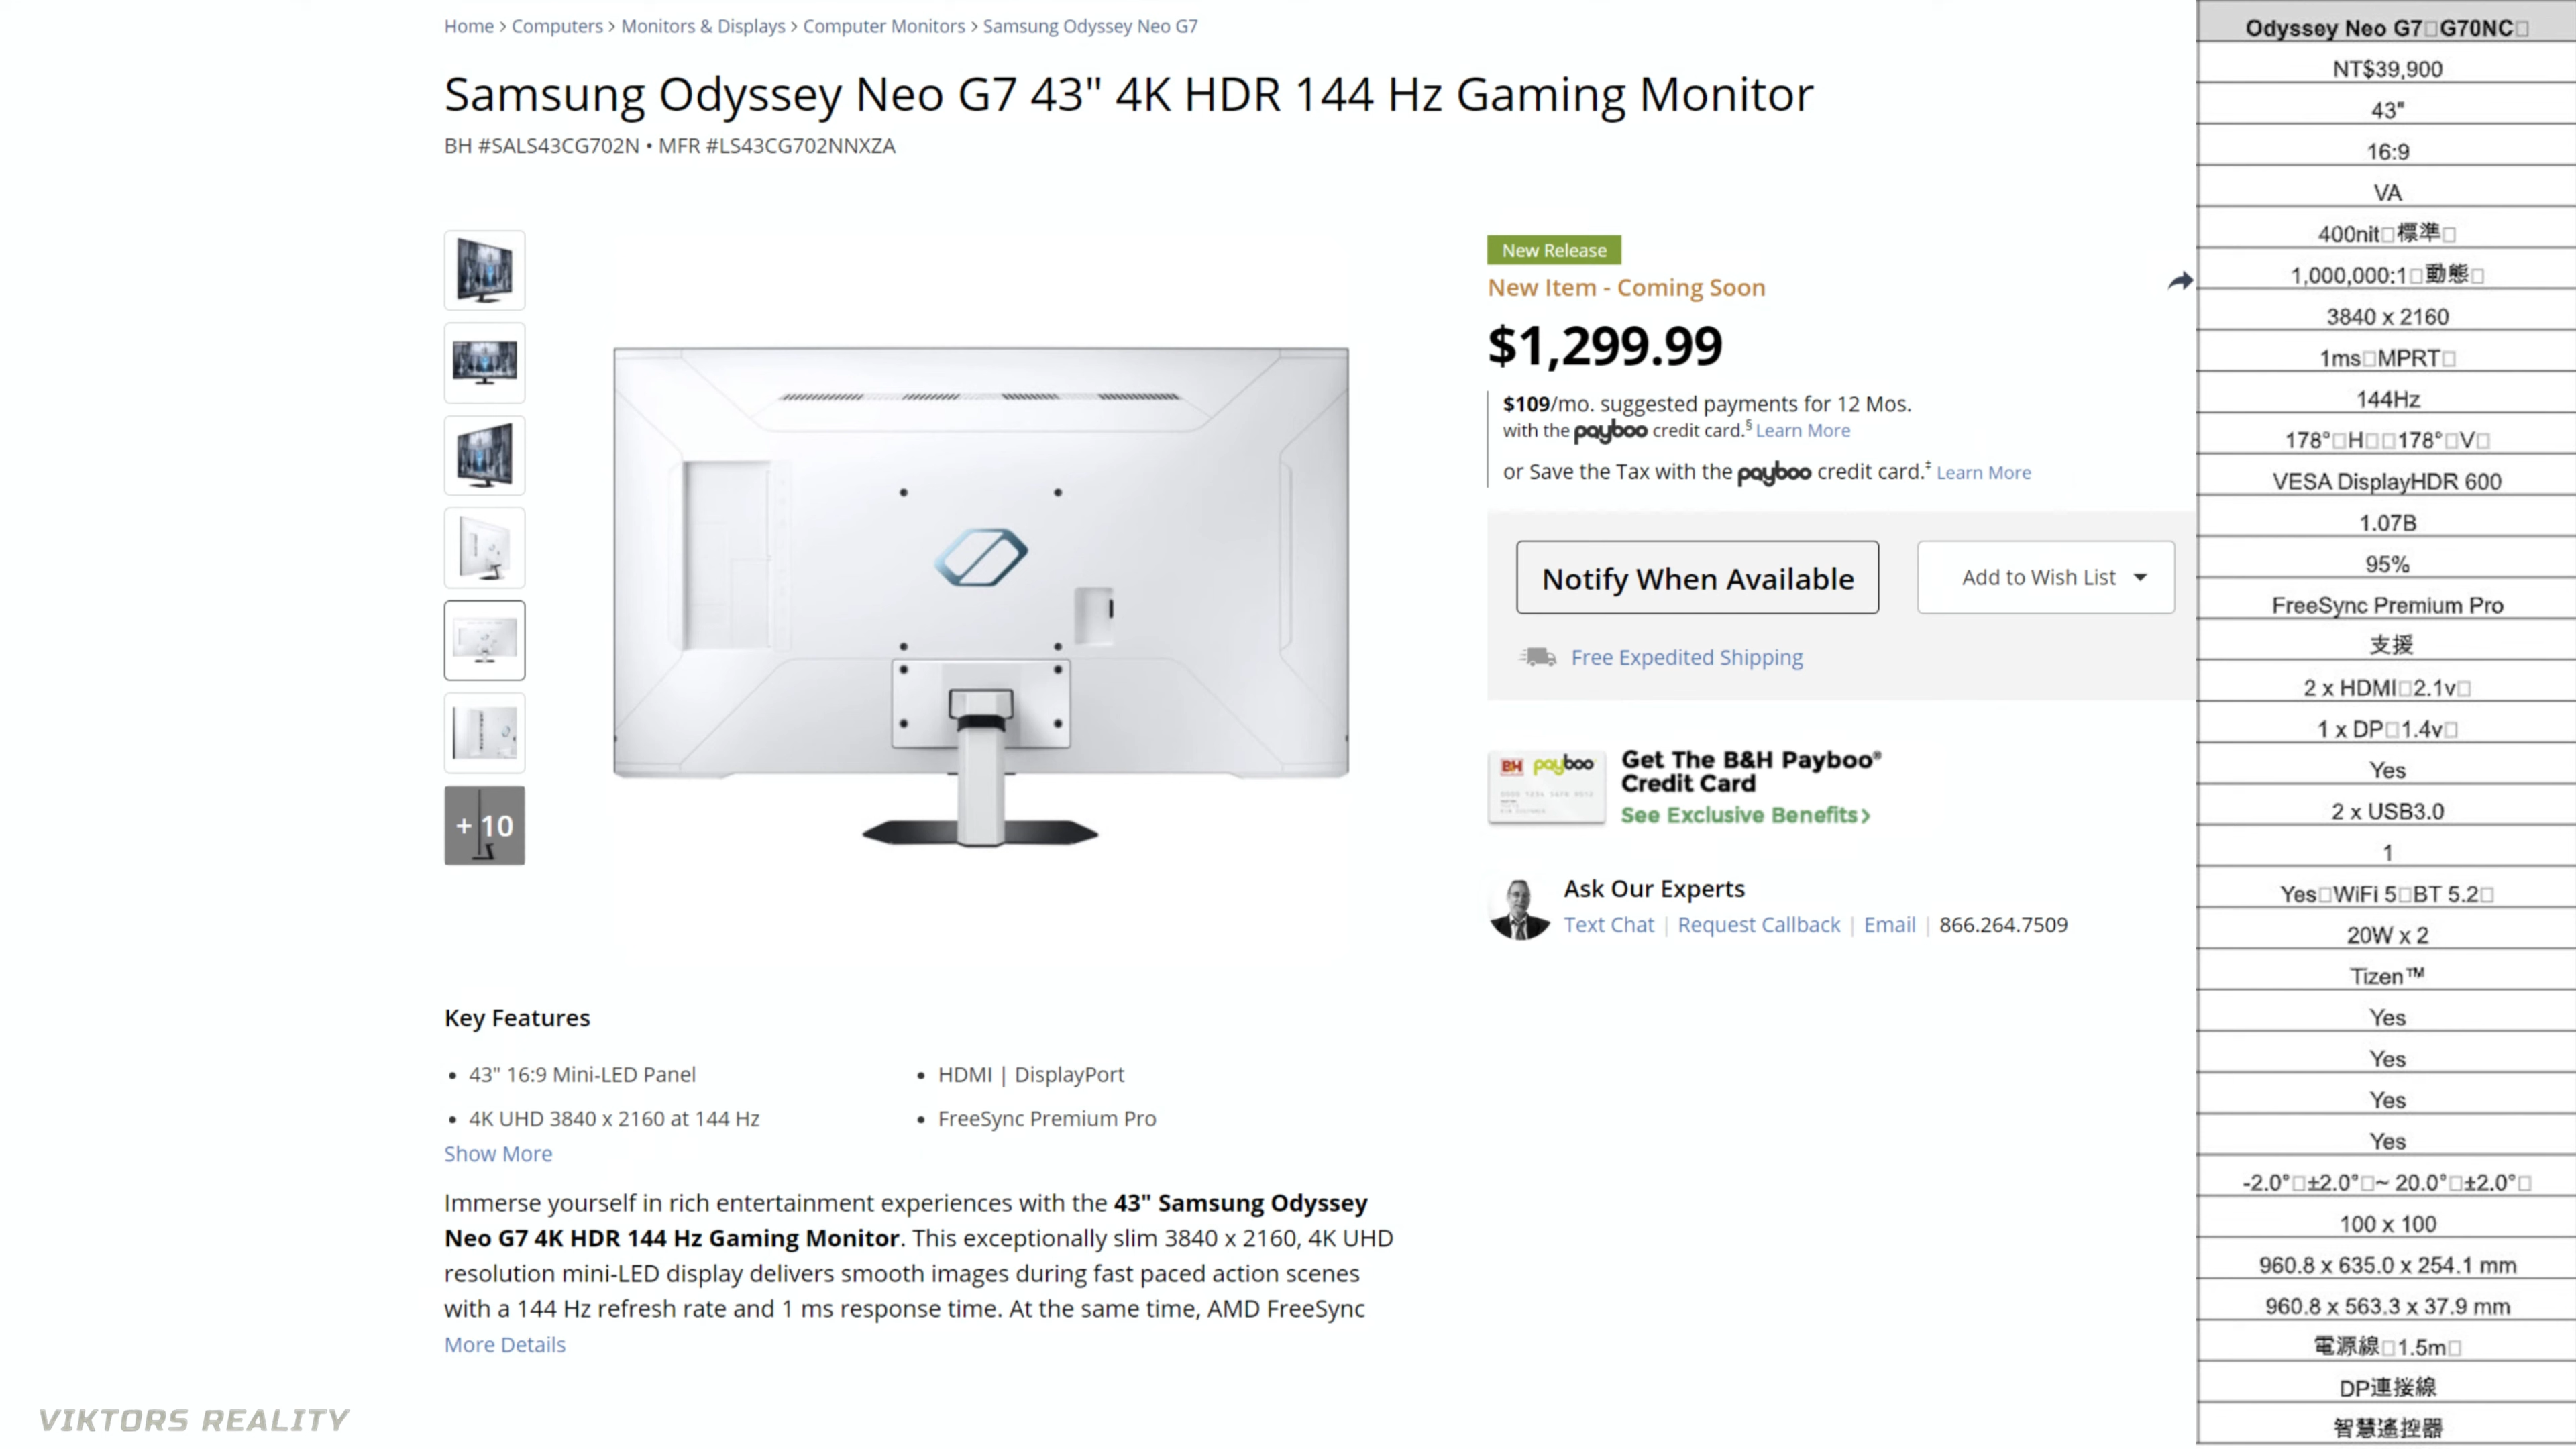 Home > Computers > Monitors & Displays > Computer Monitors > Samsung Odyssey Neo G7
Samsung Odyssey Neo G7 43" 4K HDR 144 Hz Gaming Monitor
BH #SALS43CG702N • MFR #LS43CG702NNXZA
+ 10
New Release
New Item - Coming Soon
$1,299.99
$109/mo. suggested payments for 12 Mos.
with the payboo credit card.§ Learn More
or Save the Tax with the payboo credit card.‡ Learn More
Notify When Available
Add to Wish List
Free Expedited Shipping
BH payboo
Get The B&H Payboo®
Credit Card
See Exclusive Benefits>
Ask Our Experts
Text Chat | Request Callback | Email | 866.264.7509
Key Features
• 43" 16:9 Mini-LED Panel
• 4K UHD 3840 x 2160 at 144 Hz
• HDMI | DisplayPort
• FreeSync Premium Pro
Show More
Immerse yourself in rich entertainment experiences with the 43" Samsung Odyssey
Neo G7 4K HDR 144 Hz Gaming Monitor. This exceptionally slim 3840 x 2160, 4K UHD
resolution mini-LED display delivers smooth images during fast paced action scenes
with a 144 Hz refresh rate and 1 ms response time. At the same time, AMD FreeSync
More Details
VIKTORS REALITY
Odyssey Neo G7□G70NC□
NT$39,900
43"
16:9
VA
400nit□標準□
1,000,000:1□動態□
3840 x 2160
1ms□MPRT□
144Hz
178°□H□□178°□V□
VESA DisplayHDR 600
1.07B
95%
FreeSync Premium Pro
支援
2 x HDMI□2.1v□
1 x DP□1.4v□
Yes
2 x USB3.0
1
Yes□WiFi 5□BT 5.2□
20W x 2
Tizen™
Yes
Yes
Yes
Yes
-2.0°□±2.0°□~ 20.0°□±2.0°□
100 x 100
960.8 x 635.0 x 254.1 mm
960.8 x 563.3 x 37.9 mm
電源線□1.5m□
DP連接線
智慧遙控器